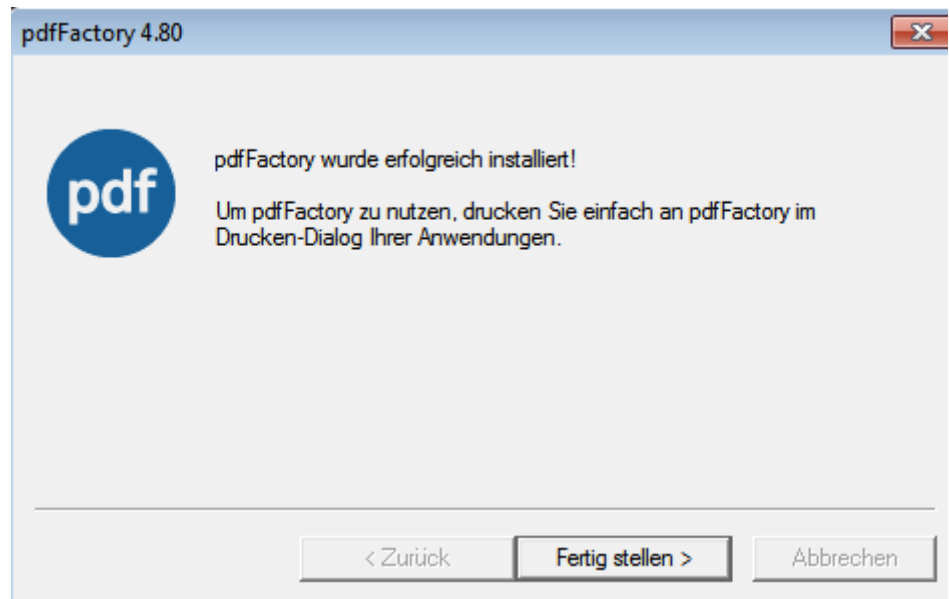 pdfFactory 4.80
pdf
pdfFactory wurde erfolgreich installiert!
Um pdfFactory zu nutzen, drucken Sie einfach an pdfFactory im
Drucken-Dialog Ihrer Anwendungen.
< Zurück
Fertig stellen >
Abbrechen